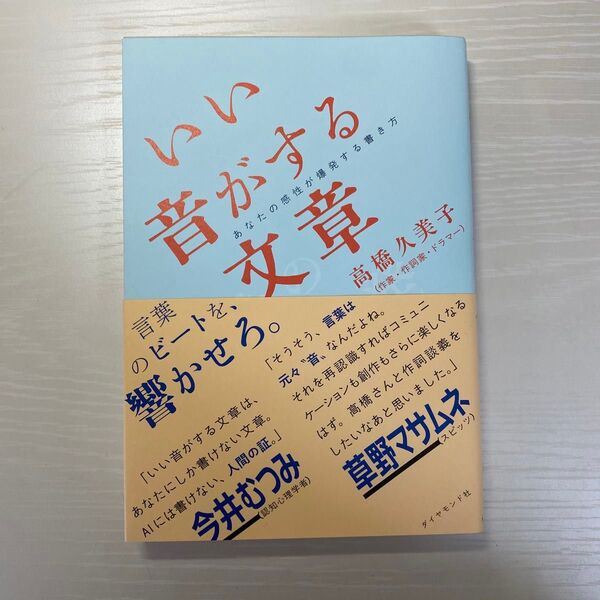 いい
音がする
文章
あなたの感性が爆発する書き方
高橋久美子
(作家・作詞家・ドラマー)
言葉
のビートを、
響かせろ。
「そうそう、言葉は
元々〝音〟なんだよね。
それを再認識すればコミュニ
ケーションも創作もさらに楽しくなる
はず。高橋さんと作詞談義を
したいなあと思いました。」
草野マサムネ
(スピッツ)
「いい音がする文章は、
あなたにしか書けない文章。
AIには書けない、人間の証。」
今井むつみ
(認知心理学者)
ダイヤモンド社